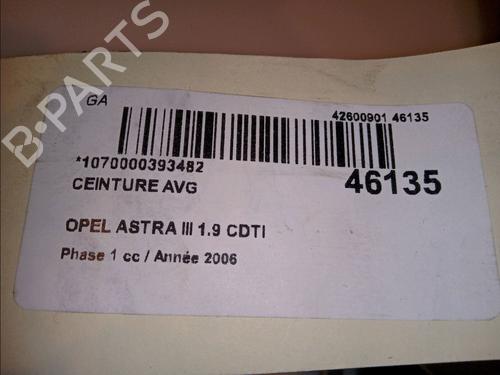 GA
42600901 46135
*1070000393482
46135
CEINTURE AVG
OPEL ASTRA III 1.9 CDTI
Phase 1 cc / Année 2006
B-PARTS